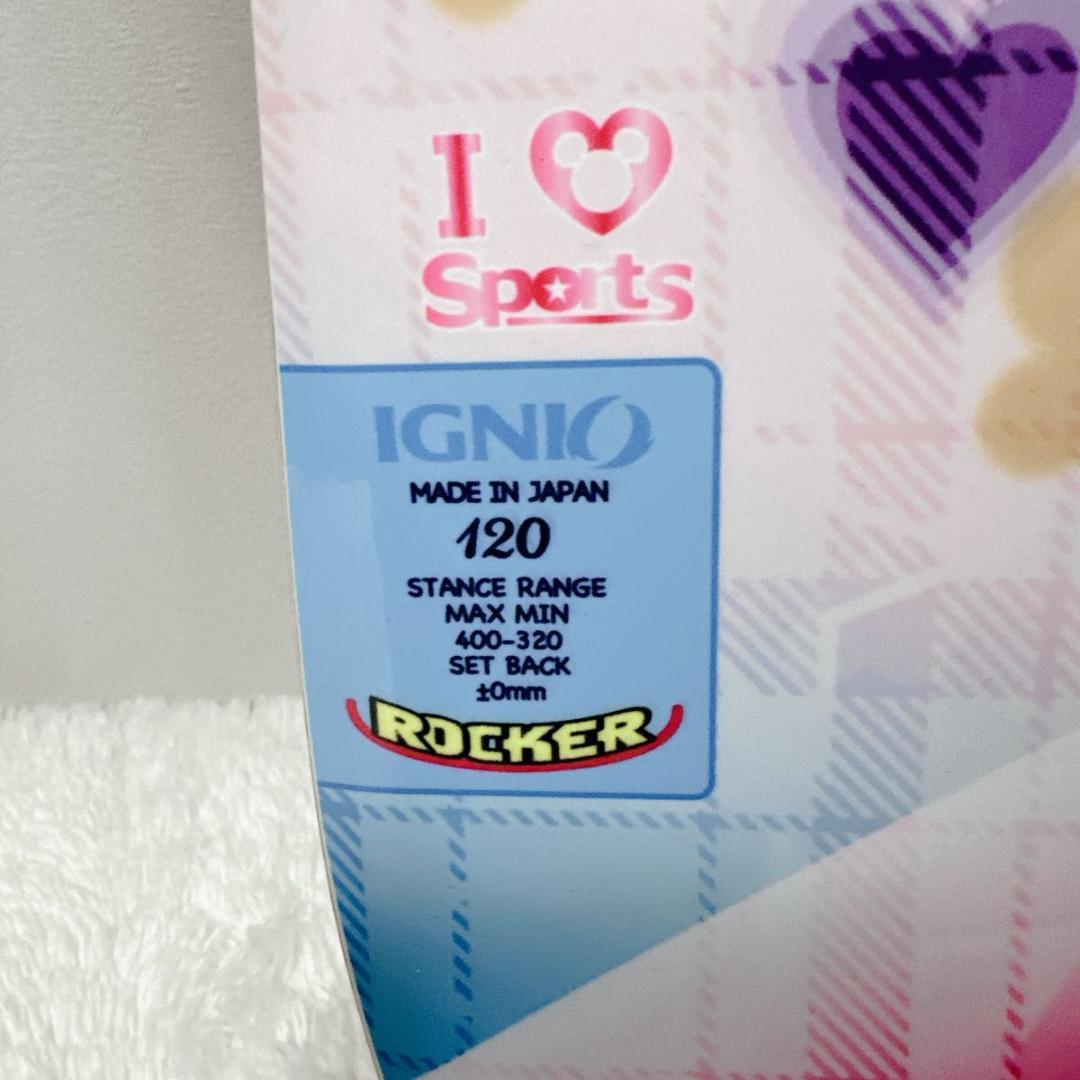 I
Sports
IGNIO
MADE IN JAPAN
120
STANCE RANGE
MAX MIN
400-320
SET BACK
±0mm
ROCKER